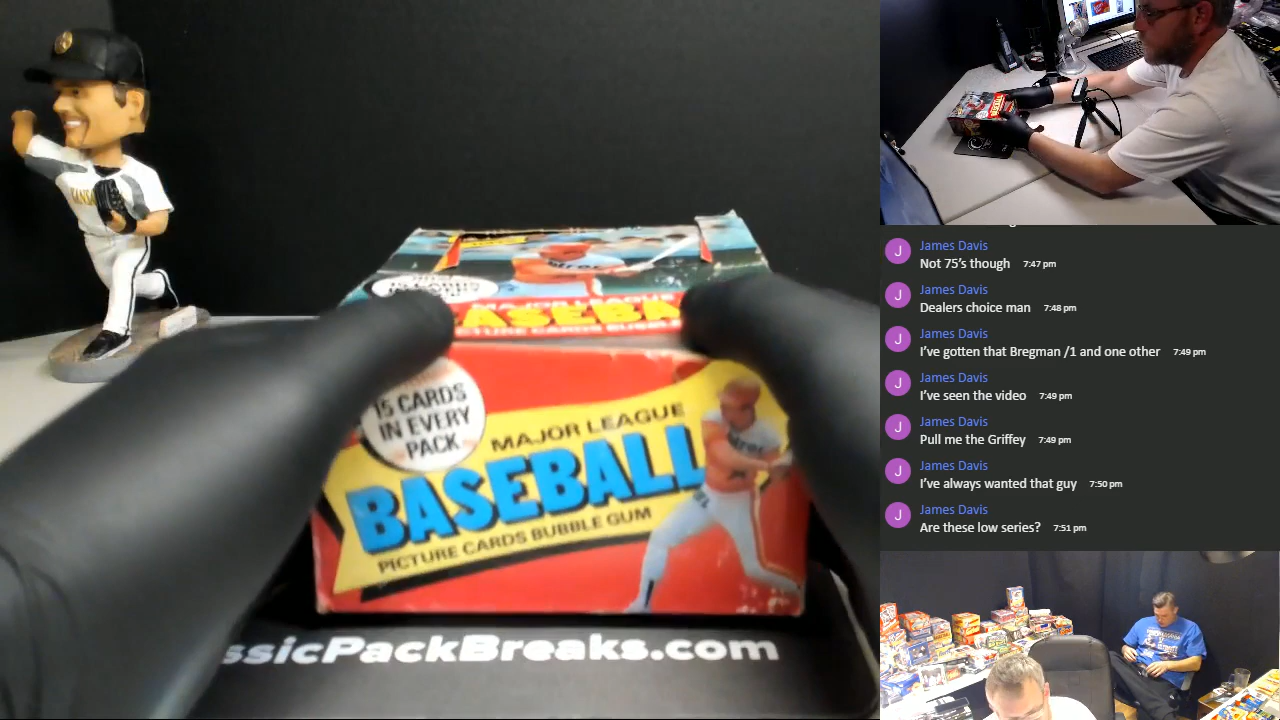 KANSA
MAJOR LEAGUE
BASEBA
15 CARDS
IN EVERY
PACK
MAJOR LEAGUE
BASEBALL
PICTURE CARDS BUBBLE GUM
ssicPackBreaks.com
J
James Davis
Not 75's though 7:47 pm
J
James Davis
Dealers choice man 7:48 pm
J
James Davis
I've gotten that Bregman /1 and one other 7:49 pm
J
James Davis
I've seen the video 7:49 pm
J
James Davis
Pull me the Griffey 7:49 pm
J
James Davis
I've always wanted that guy 7:50 pm
J
James Davis
Are these low series? 7:51 pm